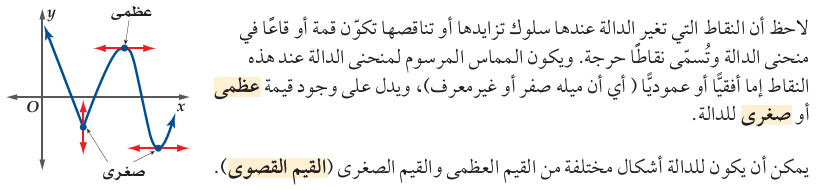 لاحظ أن النقاط التي تغير الدالة عندها سلوك تزايدها أو تناقصها تكوّن قمة أو قاعًا في
منحنى الدالة وتُسمّى نقاطًا حرجة. ويكون المماس المرسوم لمنحنى الدالة عند هذه
النقاط إما أفقيًّا أو عموديًّا ( أي أن ميله صفر أو غيرمعرف)، ويدل على وجود قيمة عظمى
أو صغرى للدالة.
يمكن أن يكون للدالة أشكال مختلفة من القيم العظمى والقيم الصغرى (القيم القصوى).
عظمى
y
O
x
صغرى